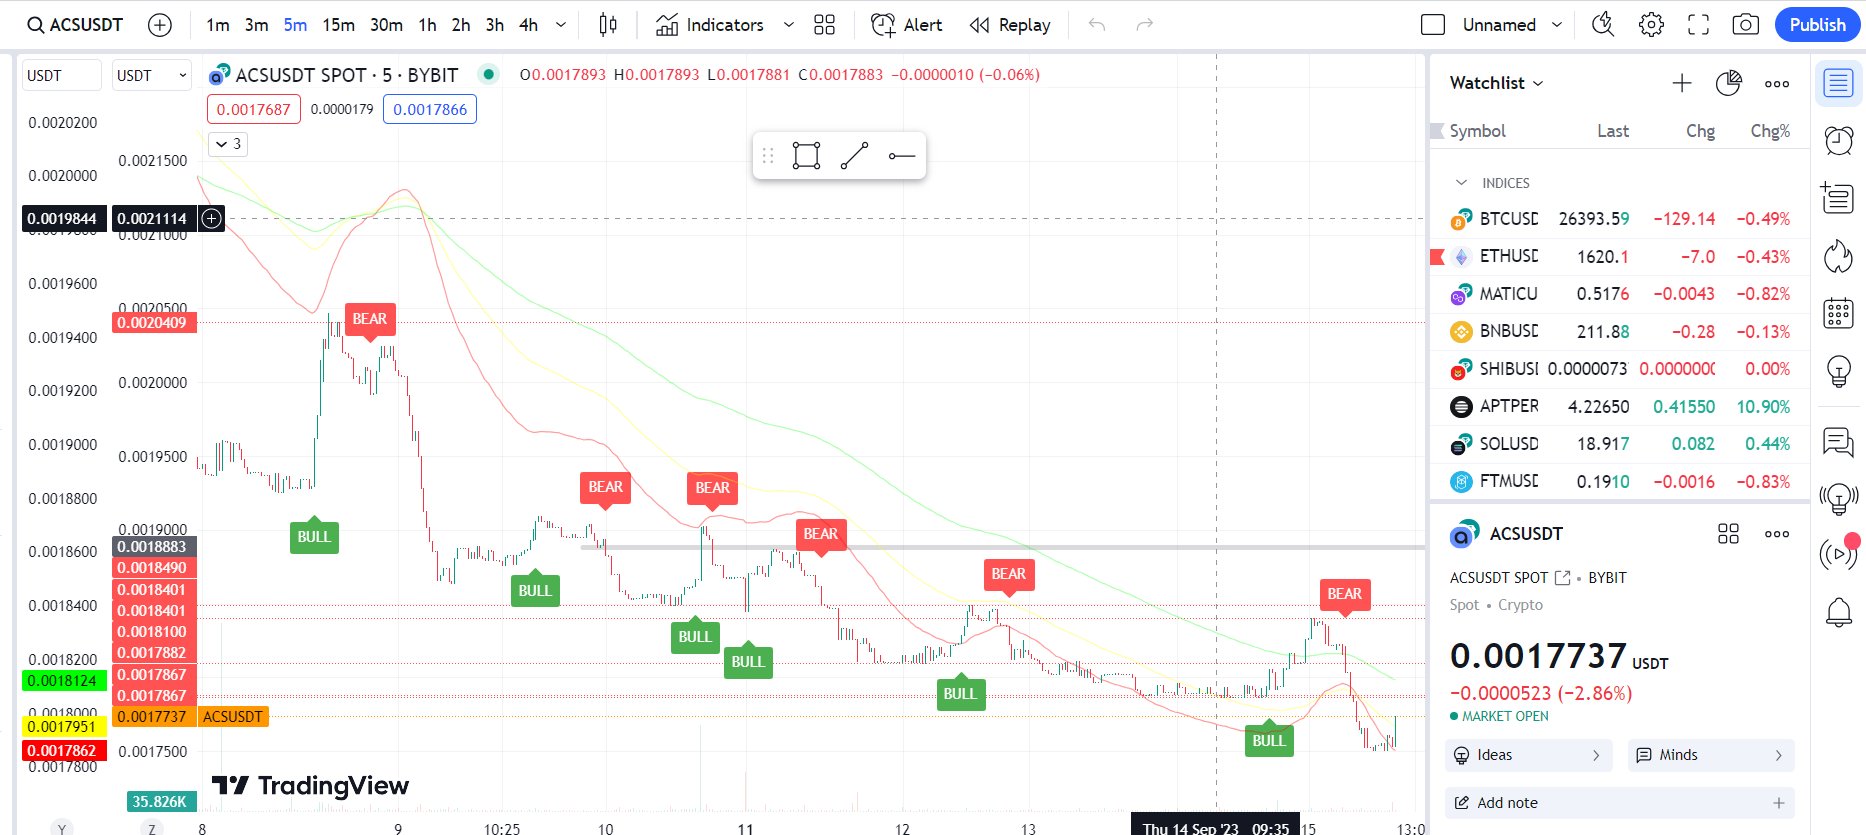 ACSUSDT 1m 3m 5m 15m 30m 1h 2h 3h 4h Indicators Alert Replay Unnamed Publish
USDT USDT ACSUSDT SPOT · 5 · BYBIT O0.0017893 H0.0017893 L0.0017881 C0.0017883 −0.0000010 (−0.06%)
0.0017687 0.0000179 0.0017866
3
0.0020200
0.0020000
0.0019844
0.0019600
0.0019400
0.0019200
0.0019000
0.0018800
0.0018600
0.0018400
0.0018200
0.0018124
0.0018000
0.0017951
0.0017862
0.0017800
0.0021500
0.0021114
0.0021000
0.0020500
0.0020409
0.0020000
0.0019500
0.0019000
0.0018883
0.0018490
0.0018401
0.0018401
0.0018100
0.0017882
0.0017867
0.0017867
0.0017737 ACSUSDT
0.0017500
35.826K
BEAR
BULL
BEAR
BULL
BEAR
BULL
BEAR
BULL
BEAR
BULL
BEAR
BULL
TradingView
Y Z 8 9 10:25 10 11 12 13 Thu 14 Sep '23 09:35 15 13:0
Watchlist
Symbol Last Chg Chg%
INDICES
BTCUSD 26393.59 −129.14 −0.49%
ETHUSD 1620.1 −7.0 −0.43%
MATICU 0.5176 −0.0043 −0.82%
BNBUSD 211.88 −0.28 −0.13%
SHIBUSD 0.0000073 0.0000000 0.00%
APTPER 4.22650 0.41550 10.90%
SOLUSD 18.917 0.082 0.44%
FTMUSD 0.1910 −0.0016 −0.83%
ACSUSDT
ACSUSDT SPOT • BYBIT
Spot • Crypto
0.0017737 USDT
−0.0000523 (−2.86%)
MARKET OPEN
Ideas Minds
Add note